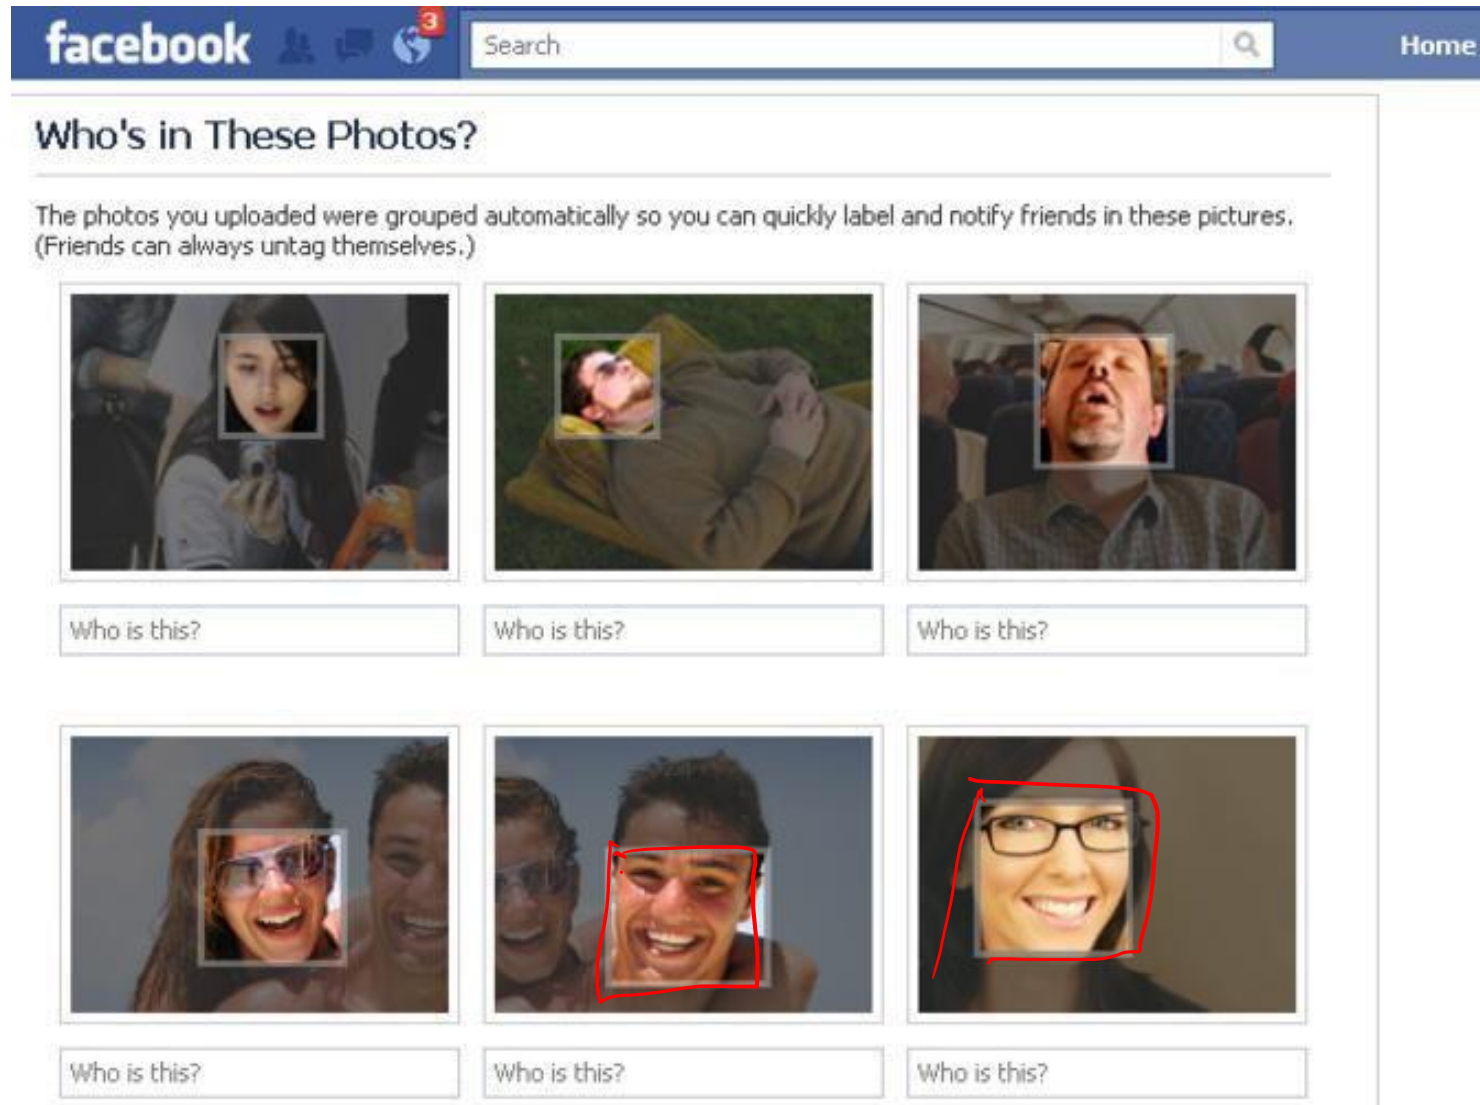 facebook 3 Search Home
Who's in These Photos?
The photos you uploaded were grouped automatically so you can quickly label and notify friends in these pictures.
(Friends can always untag themselves.)
Who is this? Who is this? Who is this?
Who is this? Who is this? Who is this?